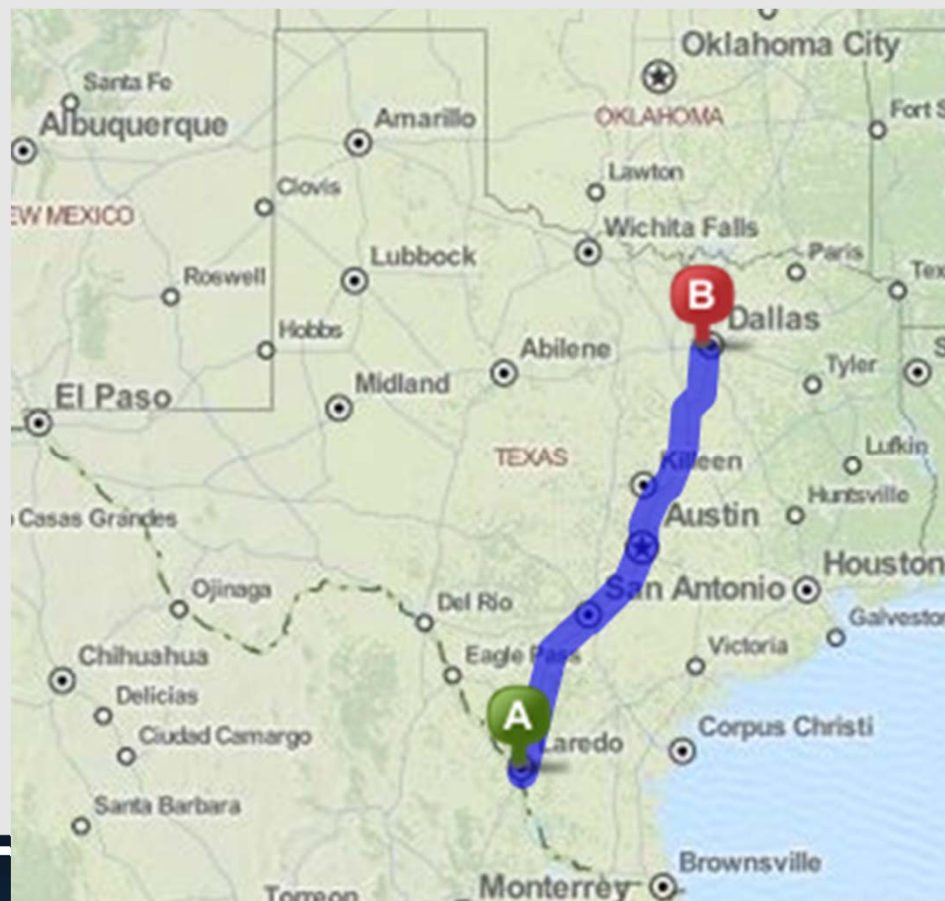 Oklahoma City
Santa Fe
Albuquerque
Amarillo
OKLAHOMA
Fort S
Clovis
Lawton
EW MEXICO
Wichita Falls
Lubbock
Paris
Roswell
Tex
B
Dallas
Hobbs
Abilene
S
Tyler
El Paso
Midland
TEXAS
Killeen
Lufkin
Huntsville
Casas Grandes
Austin
Houston
Ojinaga
San Antonio
Del Rio
Galveston
Chihuahua
Eagle Pass
Victoria
Delicias
A
Ciudad Camargo
Laredo
Corpus Christi
Santa Barbara
Brownsville
Monterrey
Torreon